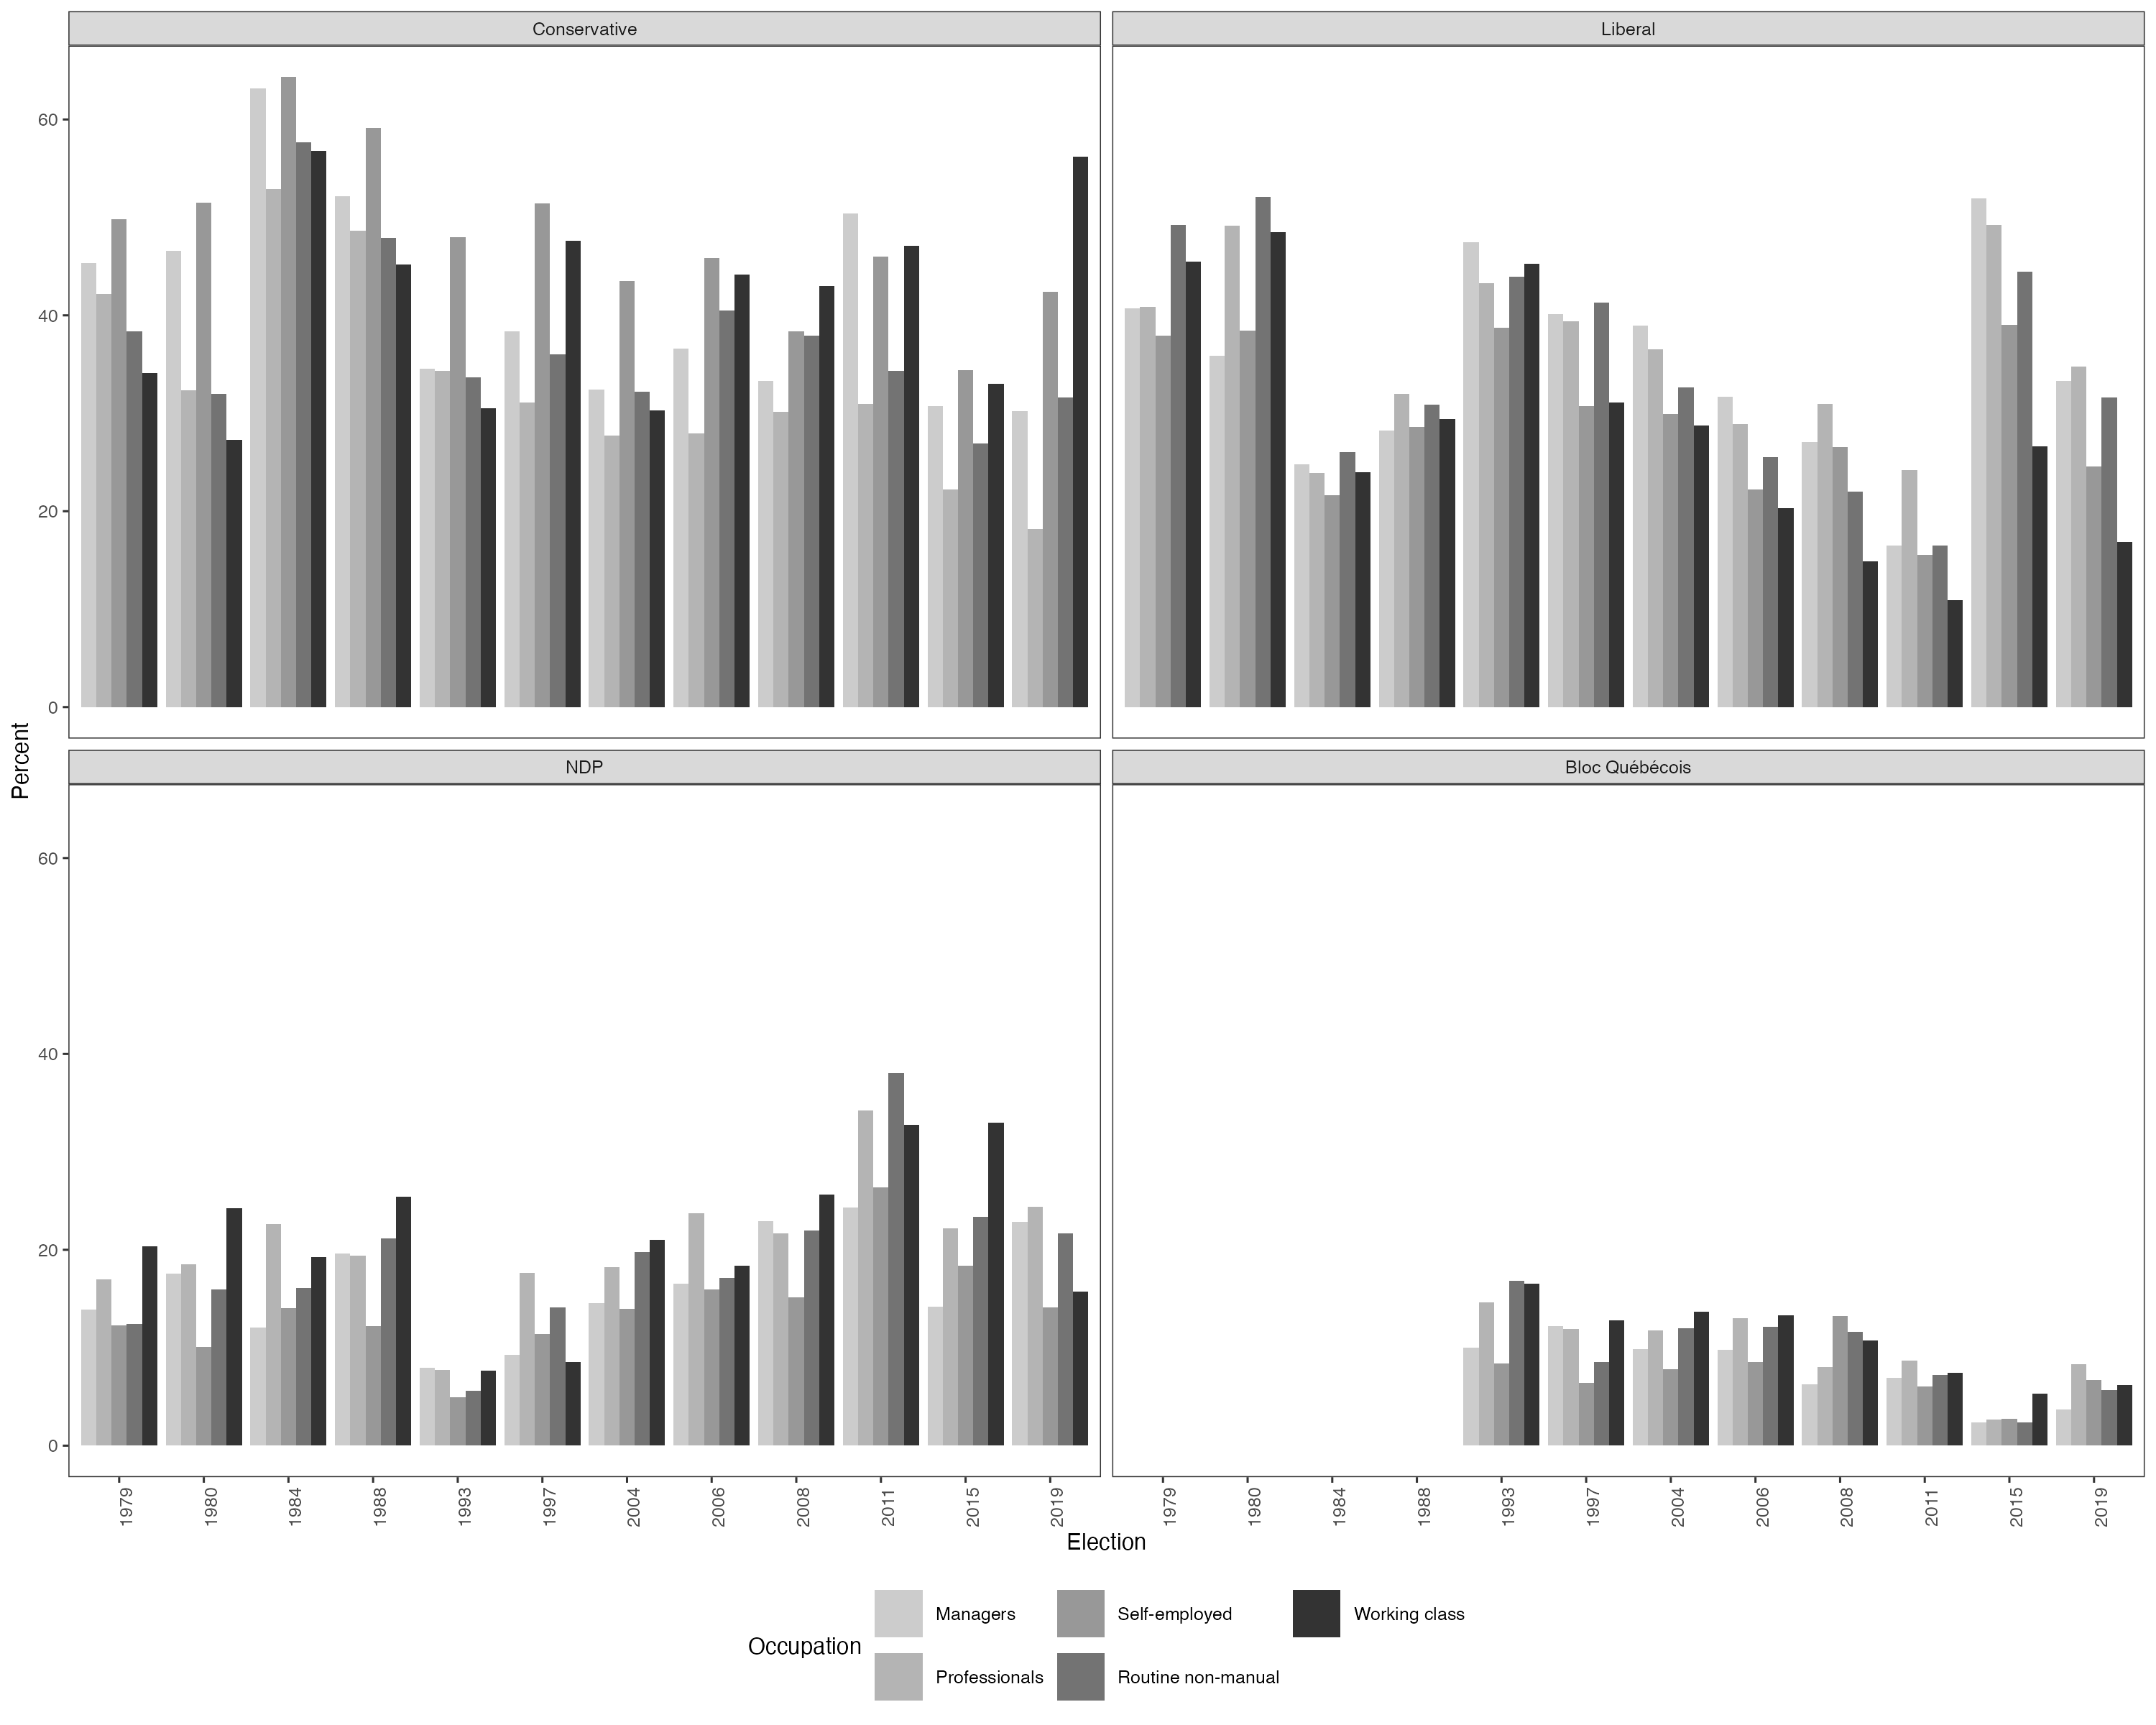 Conservative
Liberal
60
40
20
0
NDP
Bloc Québécois
60
40
20
0
Percent
1979
1980
1984
1988
1993
1997
2004
2006
2008
2011
2015
2019
1979
1980
1984
1988
1993
1997
2004
2006
2008
2011
2015
2019
Election
Occupation
Managers
Self-employed
Working class
Professionals
Routine non-manual